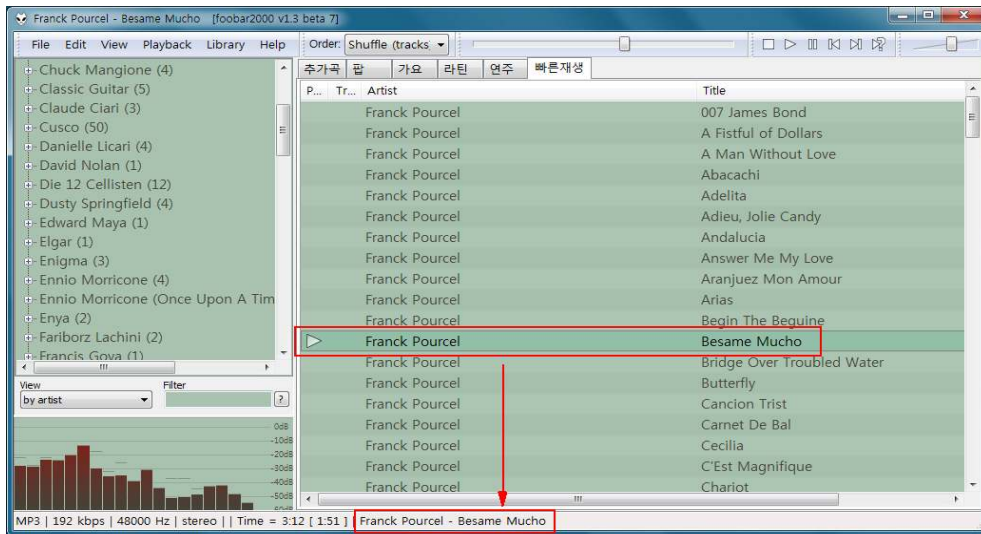 Franck Pourcel - Besame Mucho [foobar2000 v1.3 beta 7]
File Edit View Playback Library Help Order: Shuffle (tracks,
Chuck Mangione (4)
Classic Guitar (5)
Claude Ciari (3)
Cusco (50)
Danielle Licari (4)
David Nolan (1)
Die 12 Cellisten (12)
Dusty Springfield (4)
Edward Maya (1)
Elgar (1)
Enigma (3)
Ennio Morricone (4)
Ennio Morricone (Once Upon A Tim
Enya (2)
Fariborz Lachini (2)
Francis Goya (1)
View Filter
by artist ?
0dB
-10dB
-20dB
-30dB
-40dB
-50dB
-60dB
추가곡 팝 가요 라틴 연주 빠른재생
P... Tr... Artist Title
Franck Pourcel 007 James Bond
Franck Pourcel A Fistful of Dollars
Franck Pourcel A Man Without Love
Franck Pourcel Abacachi
Franck Pourcel Adelita
Franck Pourcel Adieu, Jolie Candy
Franck Pourcel Andalucia
Franck Pourcel Answer Me My Love
Franck Pourcel Aranjuez Mon Amour
Franck Pourcel Arias
Franck Pourcel Begin The Beguine
Franck Pourcel Besame Mucho
Franck Pourcel Bridge Over Troubled Water
Franck Pourcel Butterfly
Franck Pourcel Cancion Trist
Franck Pourcel Carnet De Bal
Franck Pourcel Cecilia
Franck Pourcel C'Est Magnifique
Franck Pourcel Chariot
MP3 | 192 kbps | 48000 Hz | stereo | | Time = 3:12 [ 1:51 ] | Franck Pourcel - Besame Mucho